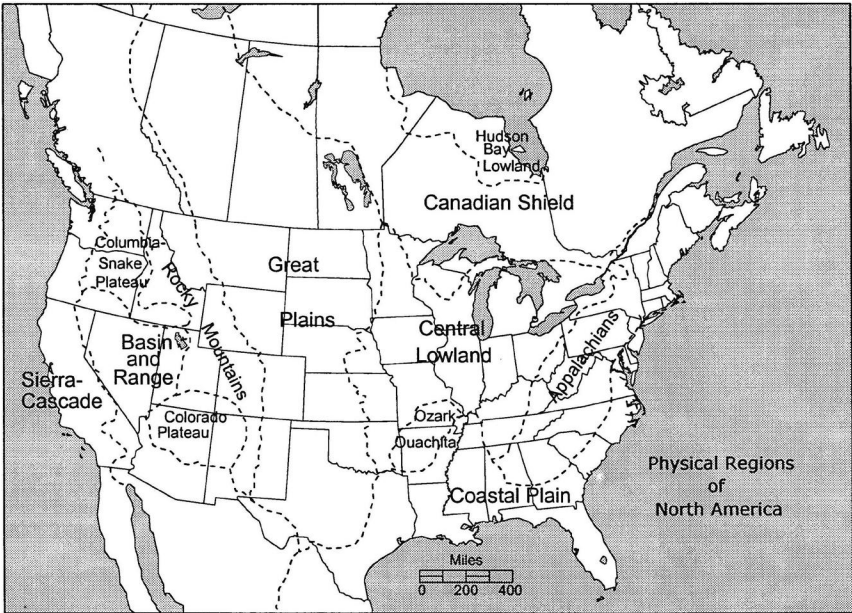 Hudson
Bay
Lowland
Canadian Shield
Columbia-
Snake
Plateau
Rocky
Mountains
Great
Plains
Central
Lowland
Appalachians
Basin
and
Range
Sierra-
Cascade
Colorado
Plateau
Ozark
Ouachita
Coastal Plain
Physical Regions
of
North America
Miles
0 200 400